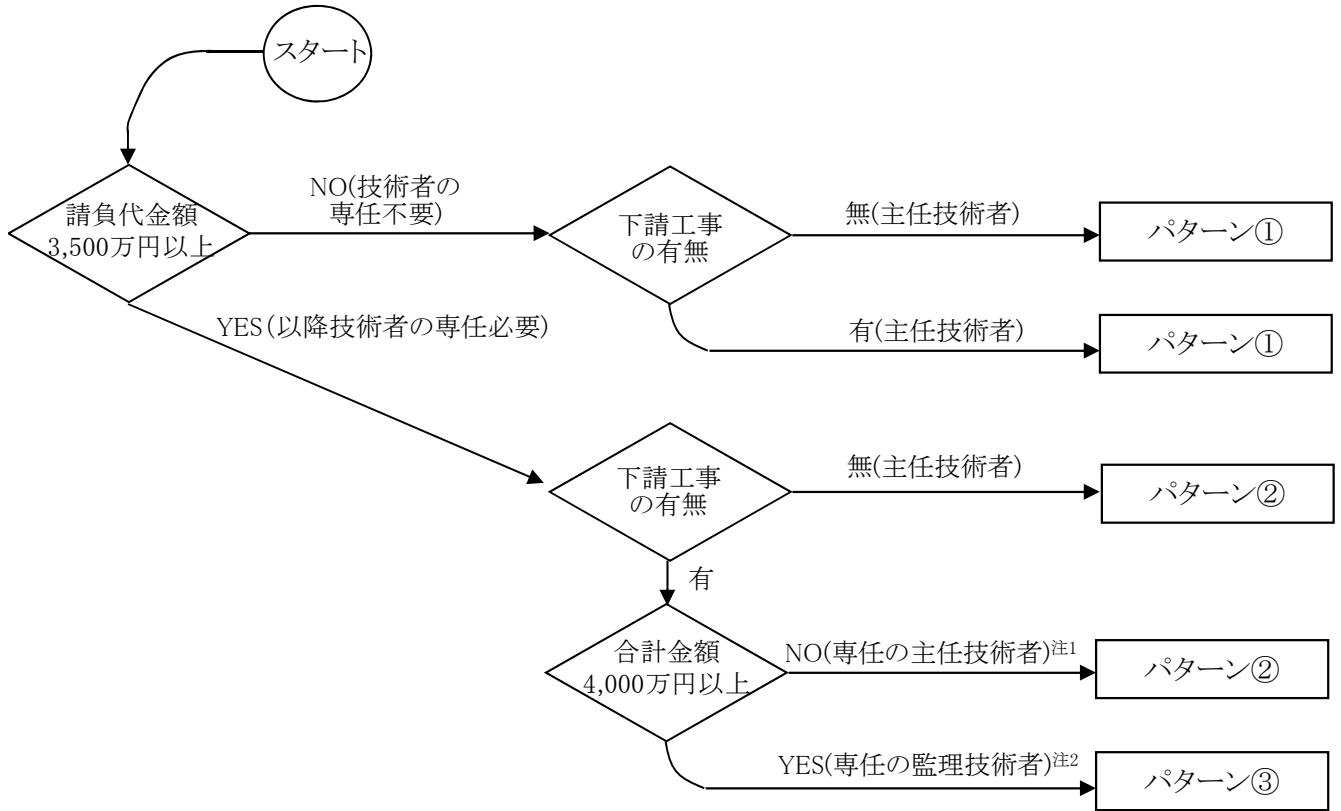 スタート
請負代金額
3,500万円以上
NO(技術者の
専任不要)
下請工事
の有無
無(主任技術者)
パターン①
有(主任技術者)
パターン①
YES(以降技術者の専任必要)
下請工事
の有無
無(主任技術者)
パターン②
有
合計金額
4,000万円以上
NO(専任の主任技術者)注1
パターン②
YES(専任の監理技術者)注2
パターン③